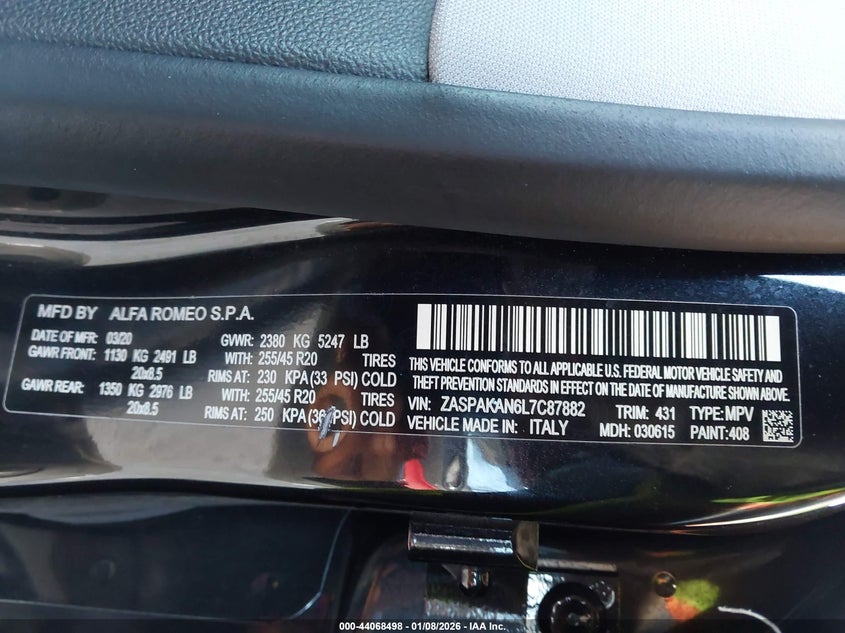 MFD BY ALFA ROMEO S.P.A.
DATE OF MFR: 03/20 GVWR: 2380 KG 5247 LB
GAWR FRONT: 1130 KG 2491 LB WITH: 255/45 R20 TIRES
20x8.5 RIMS AT: 230 KPA (33 PSI) COLD
GAWR REAR: 1350 KG 2976 LB WITH: 255/45 R20 TIRES
20x8.5 RIMS AT: 250 KPA (36 PSI) COLD
THIS VEHICLE CONFORMS TO ALL APPLICABLE U.S. FEDERAL MOTOR VEHICLE SAFETY AND
THEFT PREVENTION STANDARDS IN EFFECT ON THE DATE OF MANUFACTURE SHOWN ABOVE.
VIN: ZASPAKAN6L7C87882 TRIM: 431 TYPE: MPV
VEHICLE MADE IN: ITALY MDH: 030615 PAINT: 408
000-44068498 - 01/08/2026 - IAA Inc.